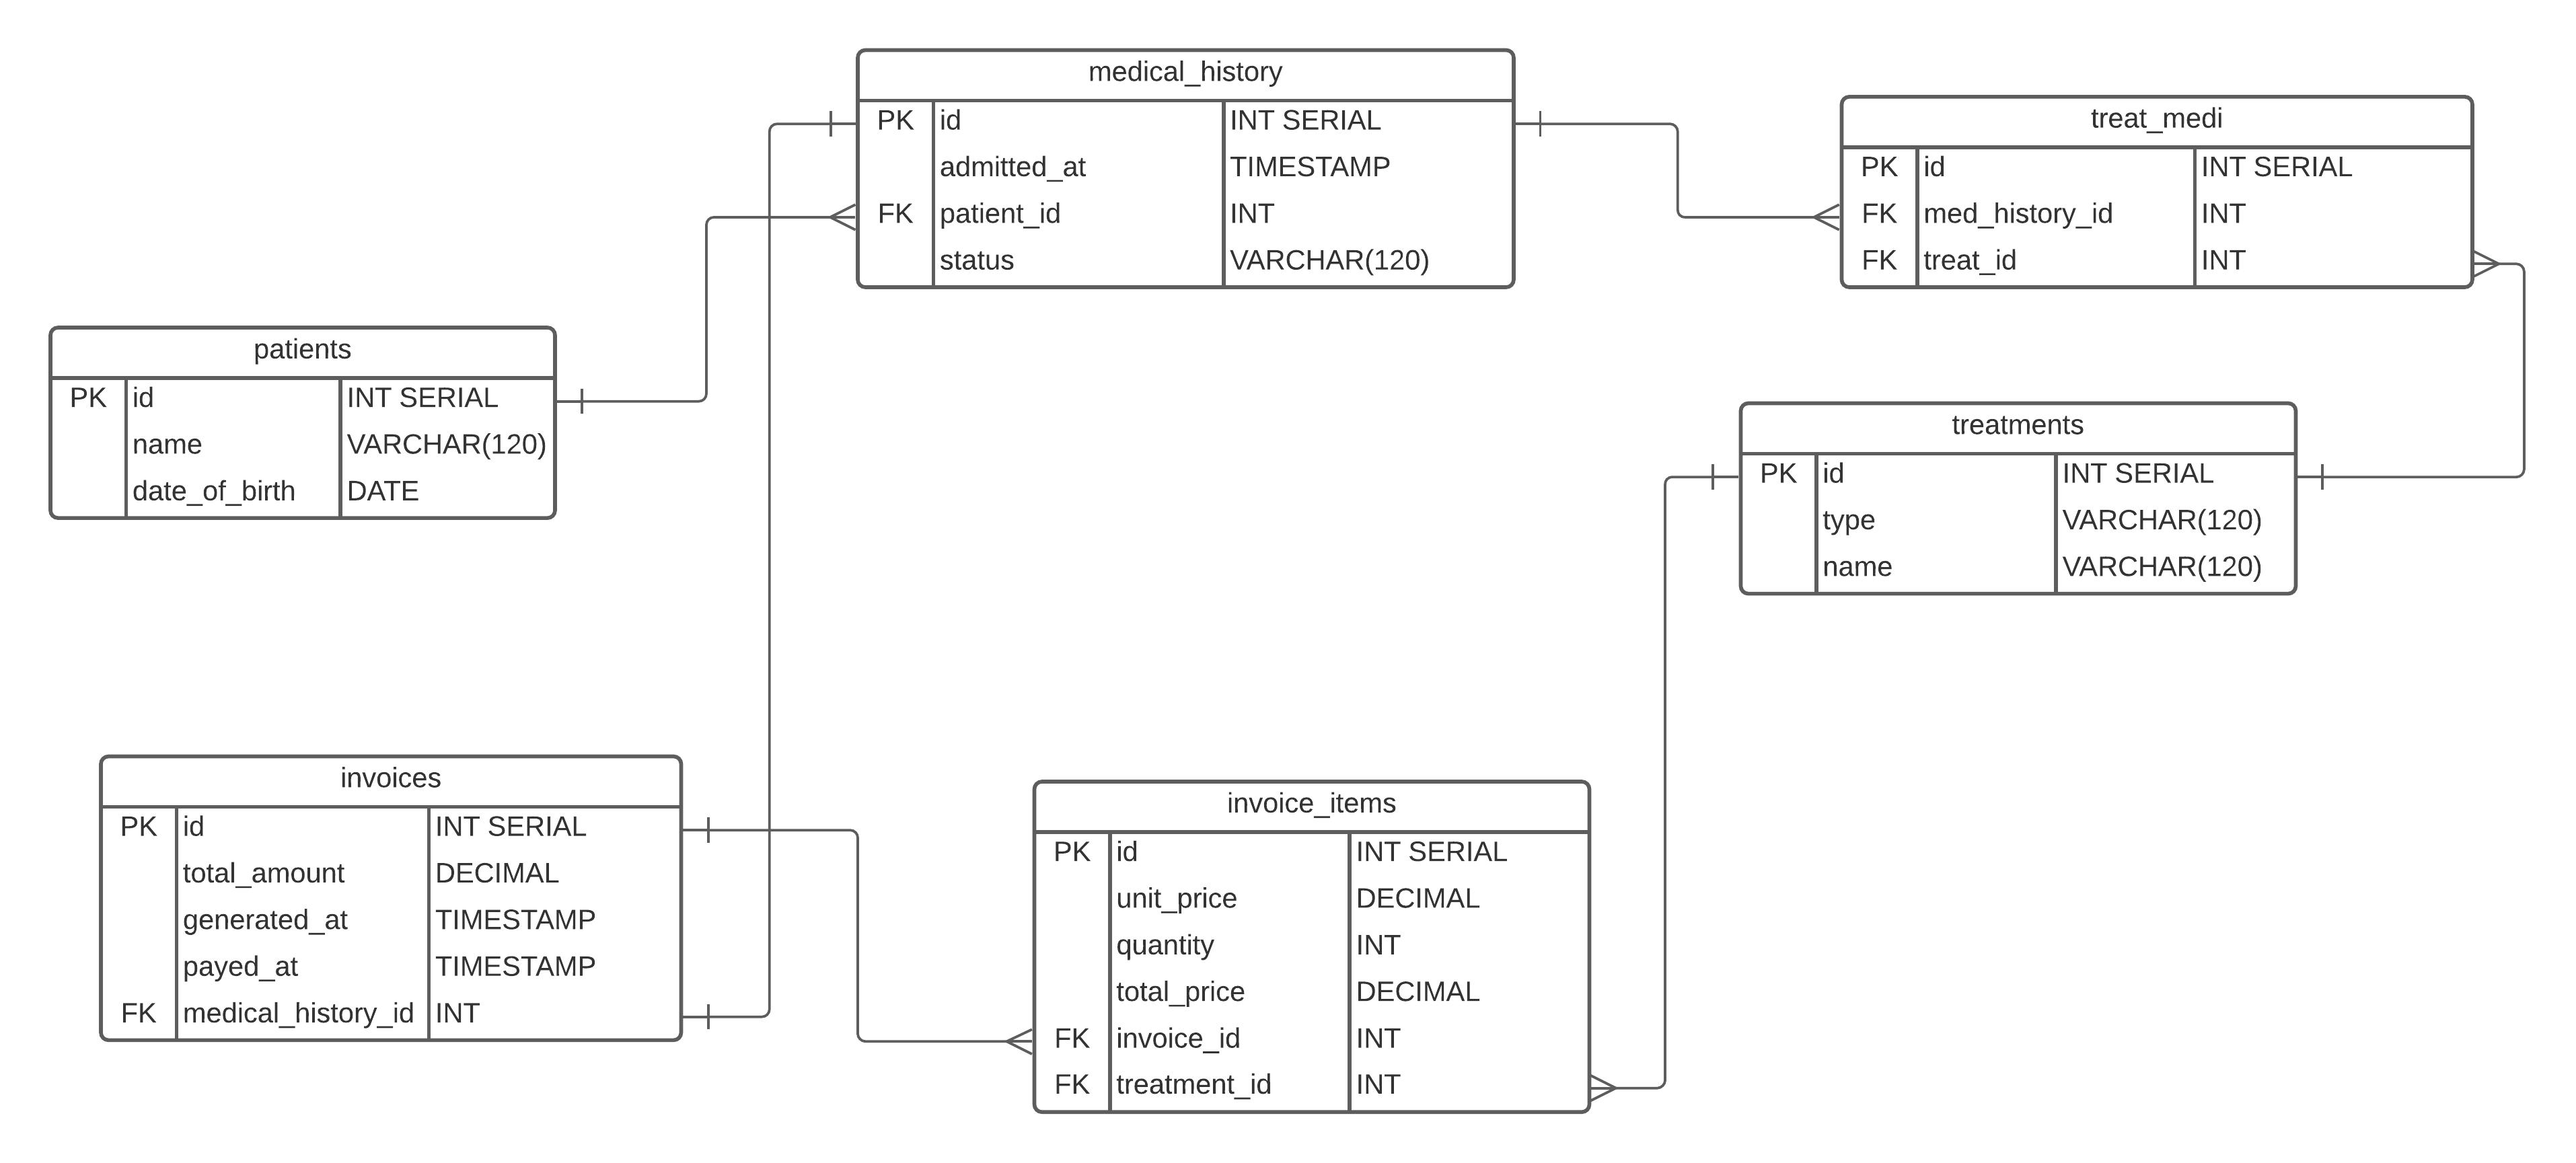 medical_history
PK id INT SERIAL
admitted_at TIMESTAMP
FK patient_id INT
status VARCHAR(120)
treat_medi
PK id INT SERIAL
FK med_history_id INT
FK treat_id INT
patients
PK id INT SERIAL
name VARCHAR(120)
date_of_birth DATE
treatments
PK id INT SERIAL
type VARCHAR(120)
name VARCHAR(120)
invoices
PK id INT SERIAL
total_amount DECIMAL
generated_at TIMESTAMP
payed_at TIMESTAMP
FK medical_history_id INT
invoice_items
PK id INT SERIAL
unit_price DECIMAL
quantity INT
total_price DECIMAL
FK invoice_id INT
FK treatment_id INT